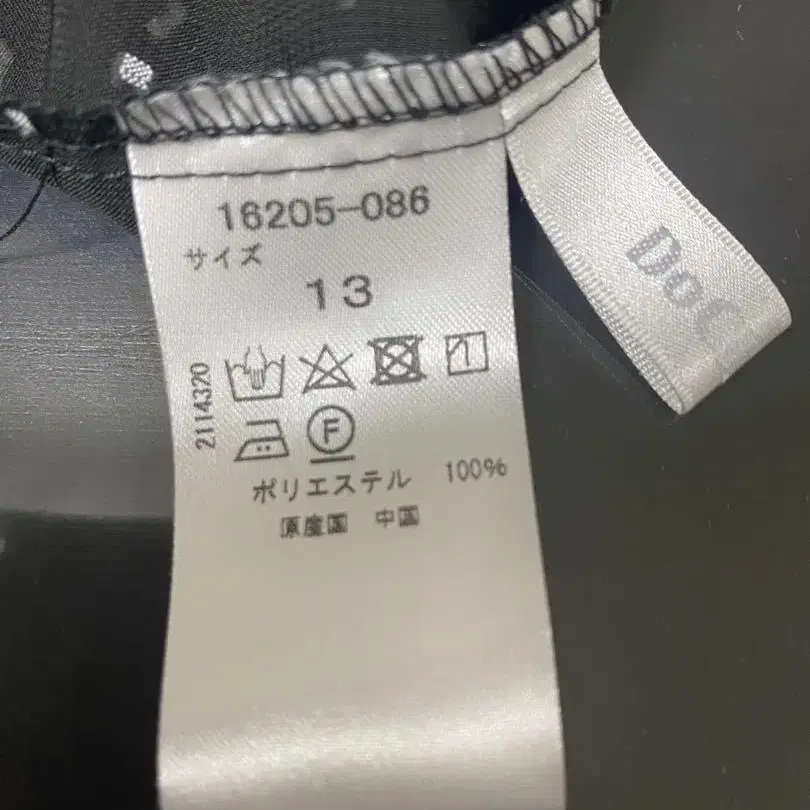 16205-086
サイズ
13
2114320
F
ポリエステル 100%
原産国 中国
DoC